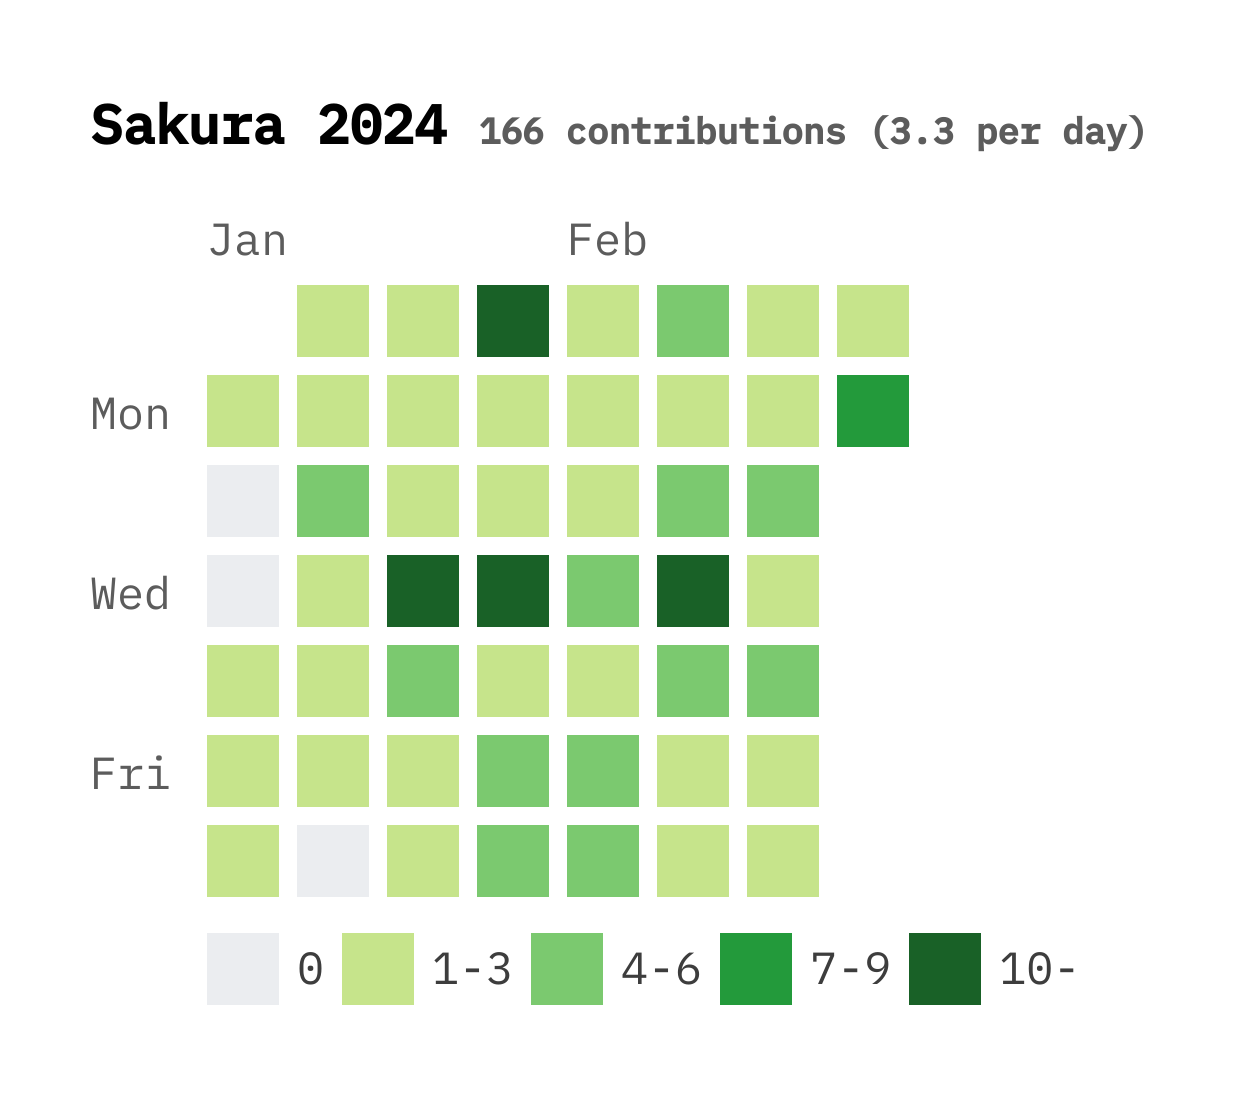 Sakura 2024 166 contributions (3.3 per day)
Jan Feb
Mon
Wed
Fri
0 1-3 4-6 7-9 10-